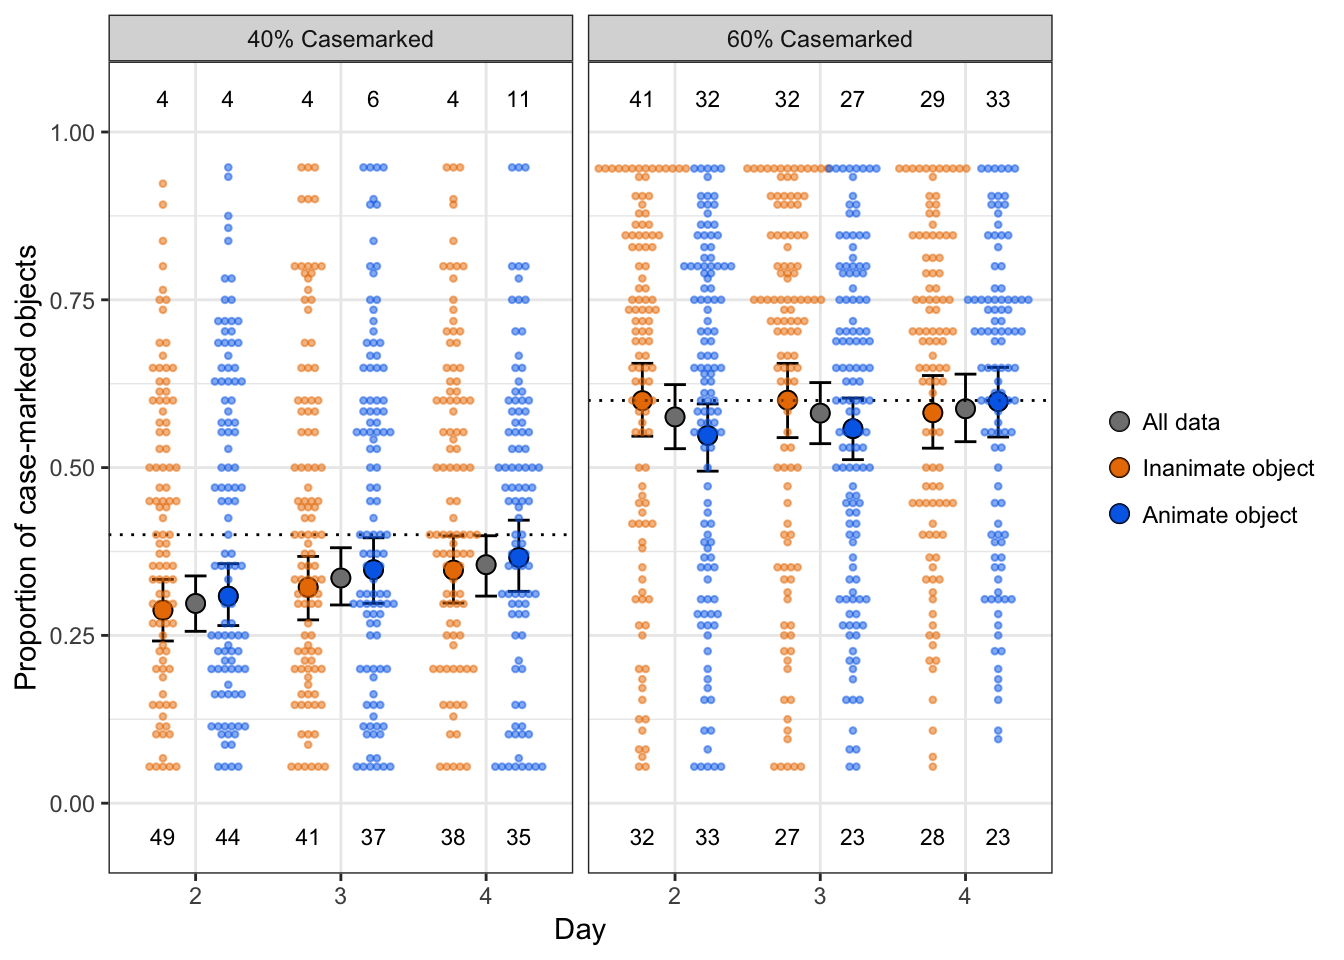 40% Casemarked
60% Casemarked
4 4 4 6 4 11
41 32 32 27 29 33
1.00
0.75
0.50
0.25
0.00
Proportion of case-marked objects
49 44 41 37 38 35
32 33 27 23 28 23
2 3 4
2 3 4
Day
All data
Inanimate object
Animate object